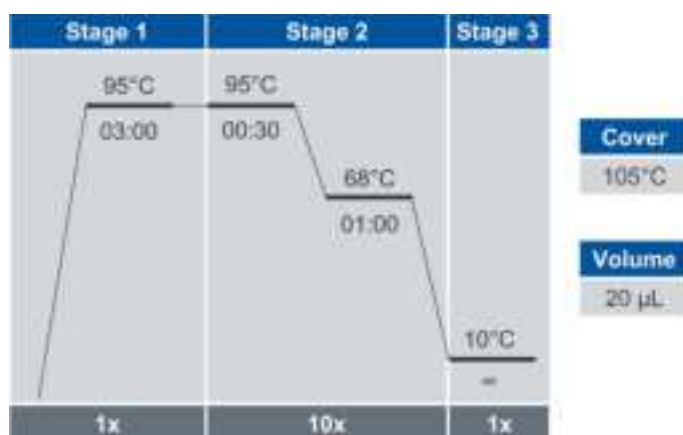 Stage 1 Stage 2 Stage 3
95°C 95°C
03:00 00:30
68°C
01:00
10°C
∞
1x 10x 1x
Cover
105°C
Volume
20 µL